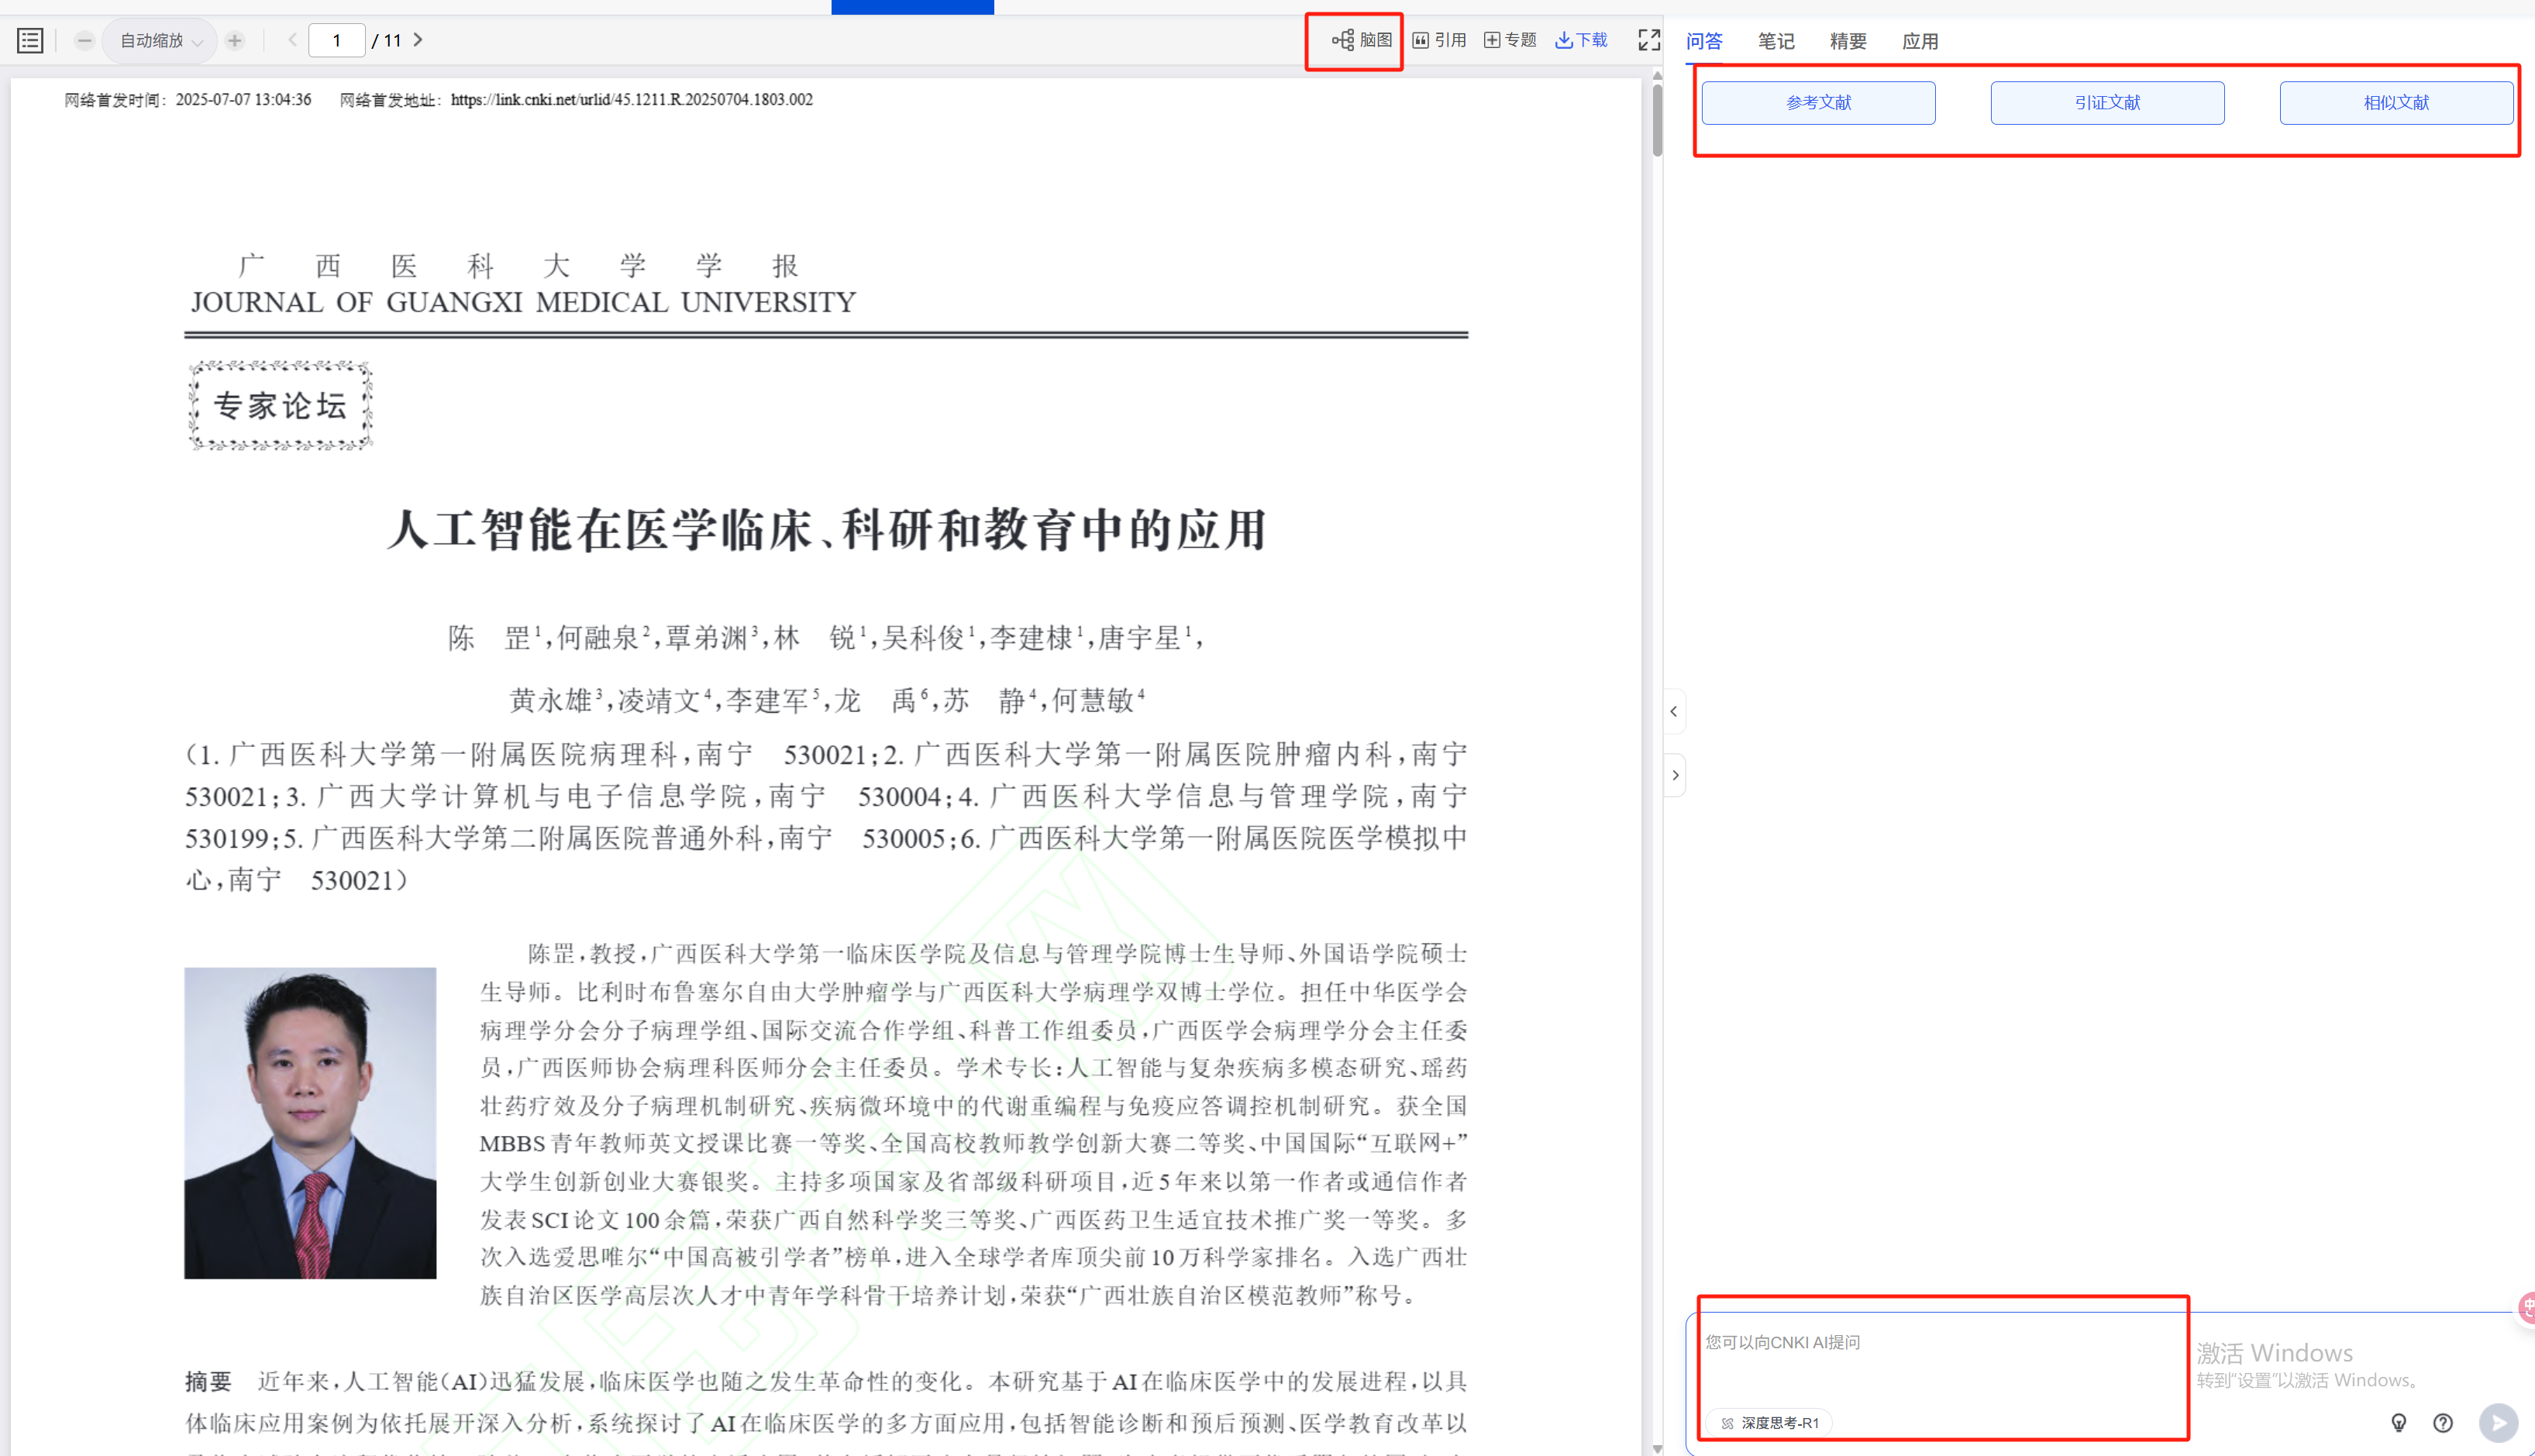 自动缩放
1 / 11
脑图 引用 专题 下载
问答 笔记 精要 应用
参考文献 引证文献 相似文献
网络首发时间：2025-07-07 13:04:36 网络首发地址：https://link.cnki.net/urlid/45.1211.R.20250704.1803.002
广西医科大学学报
JOURNAL OF GUANGXI MEDICAL UNIVERSITY
专家论坛
人工智能在医学临床、科研和教育中的应用
陈 罡1,何融泉2,覃弟渊3,林 锐1,吴科俊1,李建棣1,唐宇星1,
黄永雄3,凌靖文4,李建军5,龙 禹6,苏 静4,何慧敏4
(1. 广西医科大学第一附属医院病理科,南宁 530021;2. 广西医科大学第一附属医院肿瘤内科,南宁
530021;3. 广西大学计算机与电子信息学院,南宁 530004;4. 广西医科大学信息与管理学院,南宁
530199;5. 广西医科大学第二附属医院普通外科,南宁 530005;6. 广西医科大学第一附属医院医学模拟中
心,南宁 530021)
陈罡,教授,广西医科大学第一临床医学院及信息与管理学院博士生导师、外国语学院硕士
生导师。比利时布鲁塞尔自由大学肿瘤学与广西医科大学病理学双博士学位。担任中华医学会
病理学分会分子病理学组、国际交流合作学组、科普工作组委员,广西医学会病理学分会主任委
员,广西医师协会病理科医师分会主任委员。学术专长:人工智能与复杂疾病多模态研究、瑶药
壮药疗效及分子病理机制研究、疾病微环境中的代谢重编程与免疫应答调控机制研究。获全国
MBBS青年教师英文授课比赛一等奖、全国高校教师教学创新大赛二等奖、中国国际“互联网+”
大学生创新创业大赛银奖。主持多项国家及省部级科研项目,近5年来以第一作者或通信作者
发表SCI论文100余篇,荣获广西自然科学奖三等奖、广西医药卫生适宜技术推广奖一等奖。多
次入选爱思唯尔“中国高被引学者”榜单,进入全球学者库顶尖前10万科学家排名。入选广西壮
族自治区医学高层次人才中青年学科骨干培养计划,荣获“广西壮族自治区模范教师”称号。
摘要 近年来,人工智能(AI)迅猛发展,临床医学也随之发生革命性的变化。本研究基于AI在临床医学中的发展进程,以具
体临床应用案例为依托展开深入分析,系统探讨了AI在临床医学的多方面应用,包括智能诊断和预后预测、医学教育改革以
您可以向CNKI AI提问
深度思考-R1
激活 Windows
转到“设置”以激活 Windows。